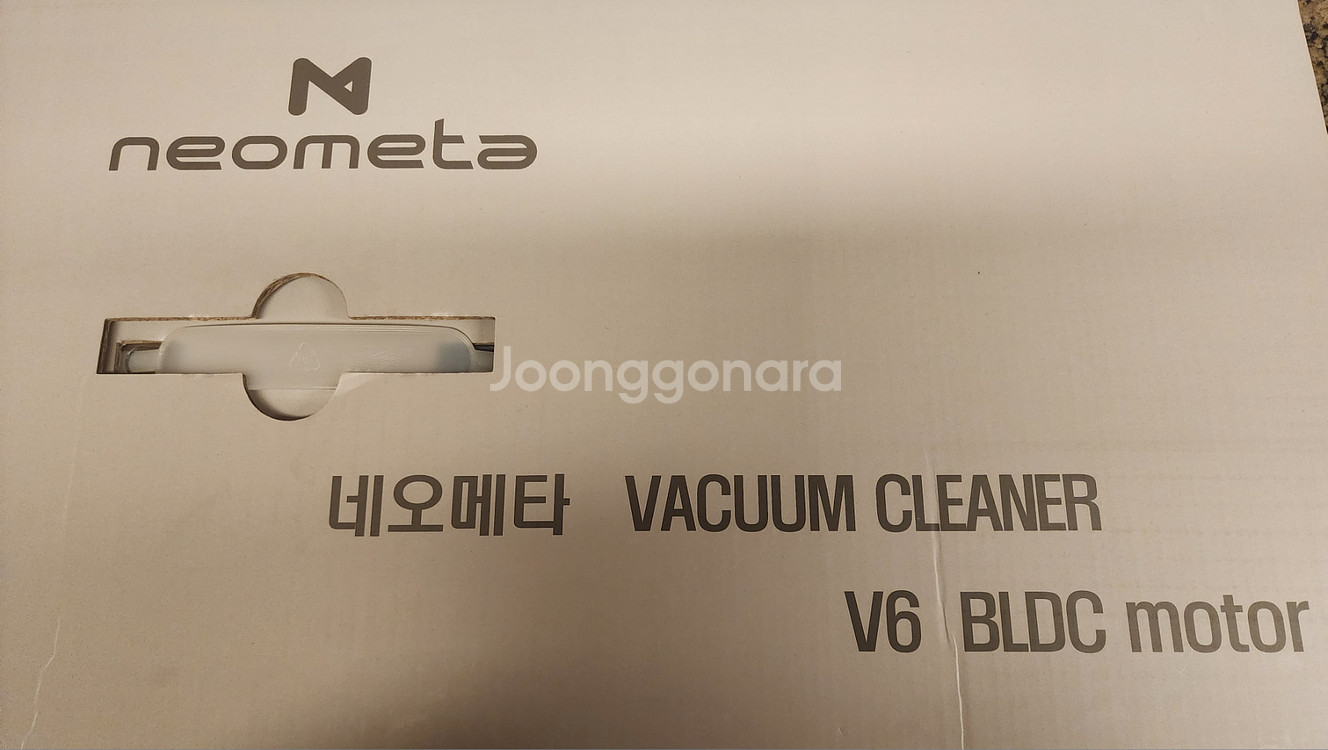 neometa
Joonggonara
네오메타 VACUUM CLEANER
V6 BLDC motor